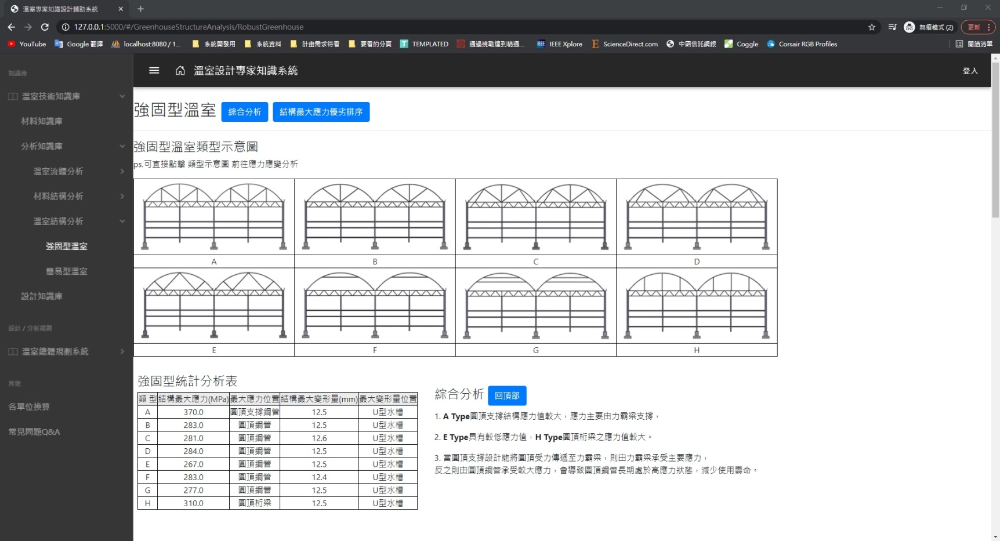 溫室專家知識設計輔助系統
127.0.0.1:5000/#/GreenhouseStructureAnalysis/RobustGreenhouse
無痕模式 (2)
更新
YouTube
Google 翻譯
localhost:8080 / 1...
系統開發用
系統資料
計畫需求待看
要看的分頁
TEMPLATED
通過挑戰達到精通...
IEEE Xplore
ScienceDirect.com
中國信託網銀
Coggle
Corsair RGB Profiles
閱讀清單
知識庫
溫室技術知識庫
材料知識庫
分析知識庫
溫室流體分析
材料結構分析
溫室結構分析
強固型溫室
簡易型溫室
設計知識庫
設計 / 分析規劃
溫室總體規劃系統
其他
各單位換算
常見問題Q&A
溫室設計專家知識系統
登入
強固型溫室 綜合分析 結構最大應力優劣排序
強固型溫室類型示意圖
ps.可直接點擊 類型示意圖 前往應力應變分析
A B C D
E F G H
強固型統計分析表
類 型 結構最大應力(MPa) 最大應力位置 結構最大變形量(mm) 最大變形量位置
A 370.0 圓頂支撐鋼管 12.5 U型水槽
B 283.0 圓頂鋼管 12.5 U型水槽
C 281.0 圓頂鋼管 12.6 U型水槽
D 284.0 圓頂鋼管 12.5 U型水槽
E 267.0 圓頂鋼管 12.5 U型水槽
F 283.0 圓頂鋼管 12.4 U型水槽
G 277.0 圓頂鋼管 12.5 U型水槽
H 310.0 圓頂桁梁 12.5 U型水槽
綜合分析 回頂部
1. A Type圓頂支撐結構應力值較大，應力主要由力霸梁支撐，
2. E Type具有較低應力值，H Type圓頂桁梁之應力值較大。
3. 當圓頂支撐設計能將圓頂受力傳遞至力霸梁，則由力霸梁承受主要應力，
反之則由圓頂鋼管承受較大應力，會導致圓頂鋼管長期處於高應力狀態，減少使用壽命。